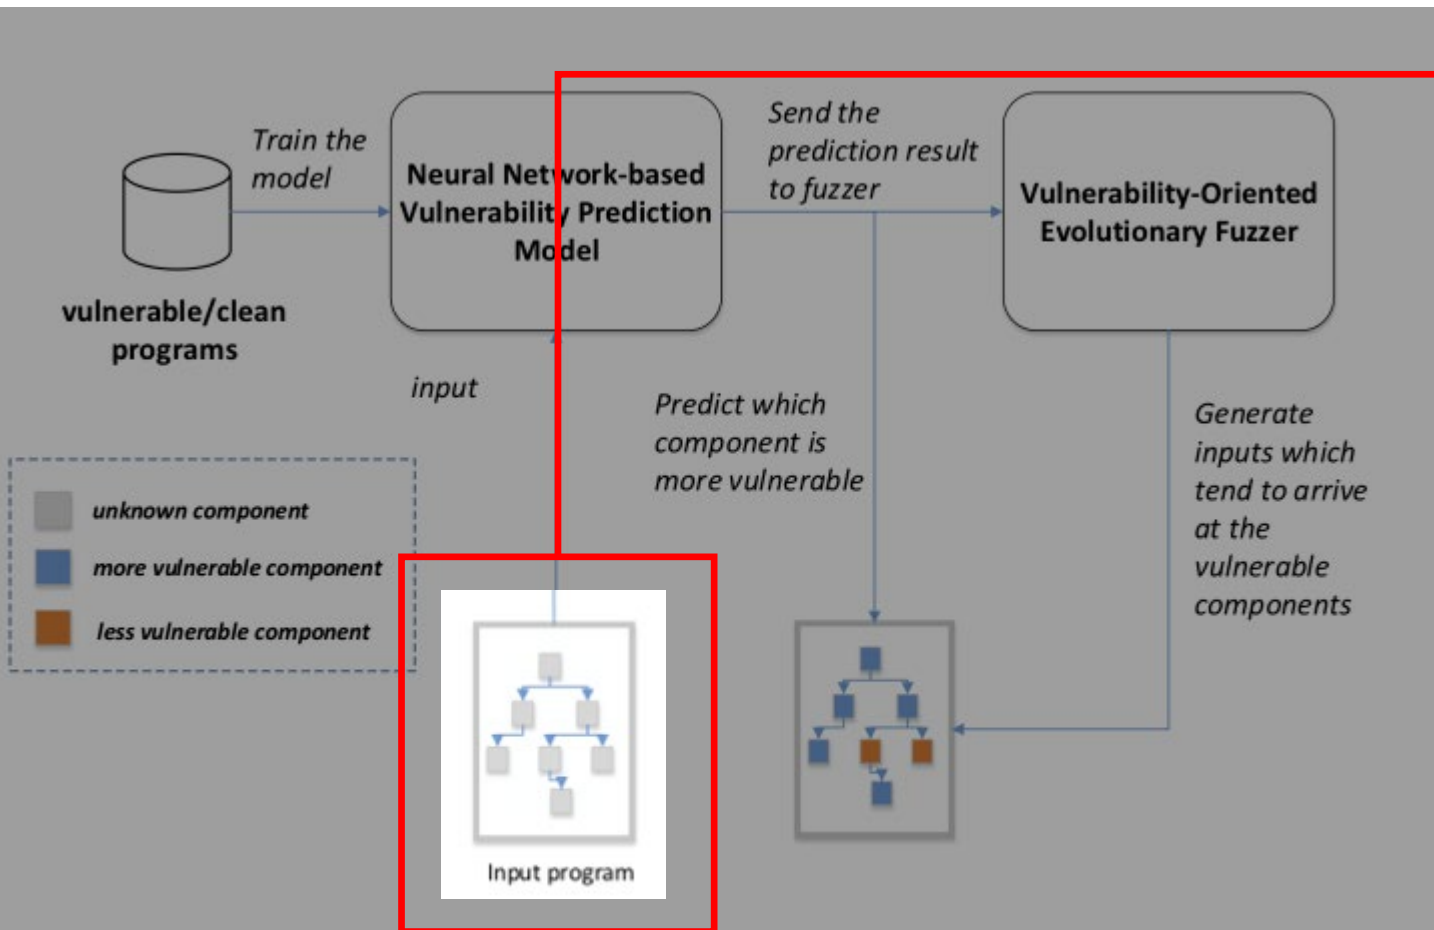 Train the
model
vulnerable/clean
programs
Neural Network-based
Vulnerability Prediction
Model
Send the
prediction result
to fuzzer
Vulnerability-Oriented
Evolutionary Fuzzer
input
Predict which
component is
more vulnerable
Generate
inputs which
tend to arrive
at the
vulnerable
components
unknown component
more vulnerable component
less vulnerable component
Input program